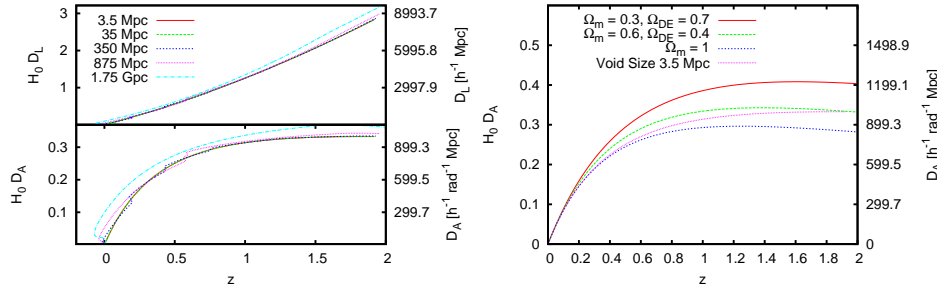 3.5 Mpc
35 Mpc
350 Mpc
875 Mpc
1.75 Gpc
3
2
1
H0 DL
8993.7
5995.8
2997.9
DL [h-1 Mpc]
0.3
0.2
0.1
H0 DA
899.3
599.5
299.7
DA [h-1 rad-1 Mpc]
0 0.5 1 1.5 2
z
Ωm = 0.3, ΩDE = 0.7
Ωm = 0.6, ΩDE = 0.4
Ωm = 1
Void Size 3.5 Mpc
0.6
0.5
0.4
0.3
0.2
0.1
0
H0 DA
1498.9
1199.1
899.3
599.5
299.7
0
DA [h-1 rad-1 Mpc]
0 0.2 0.4 0.6 0.8 1 1.2 1.4 1.6 1.8 2
z